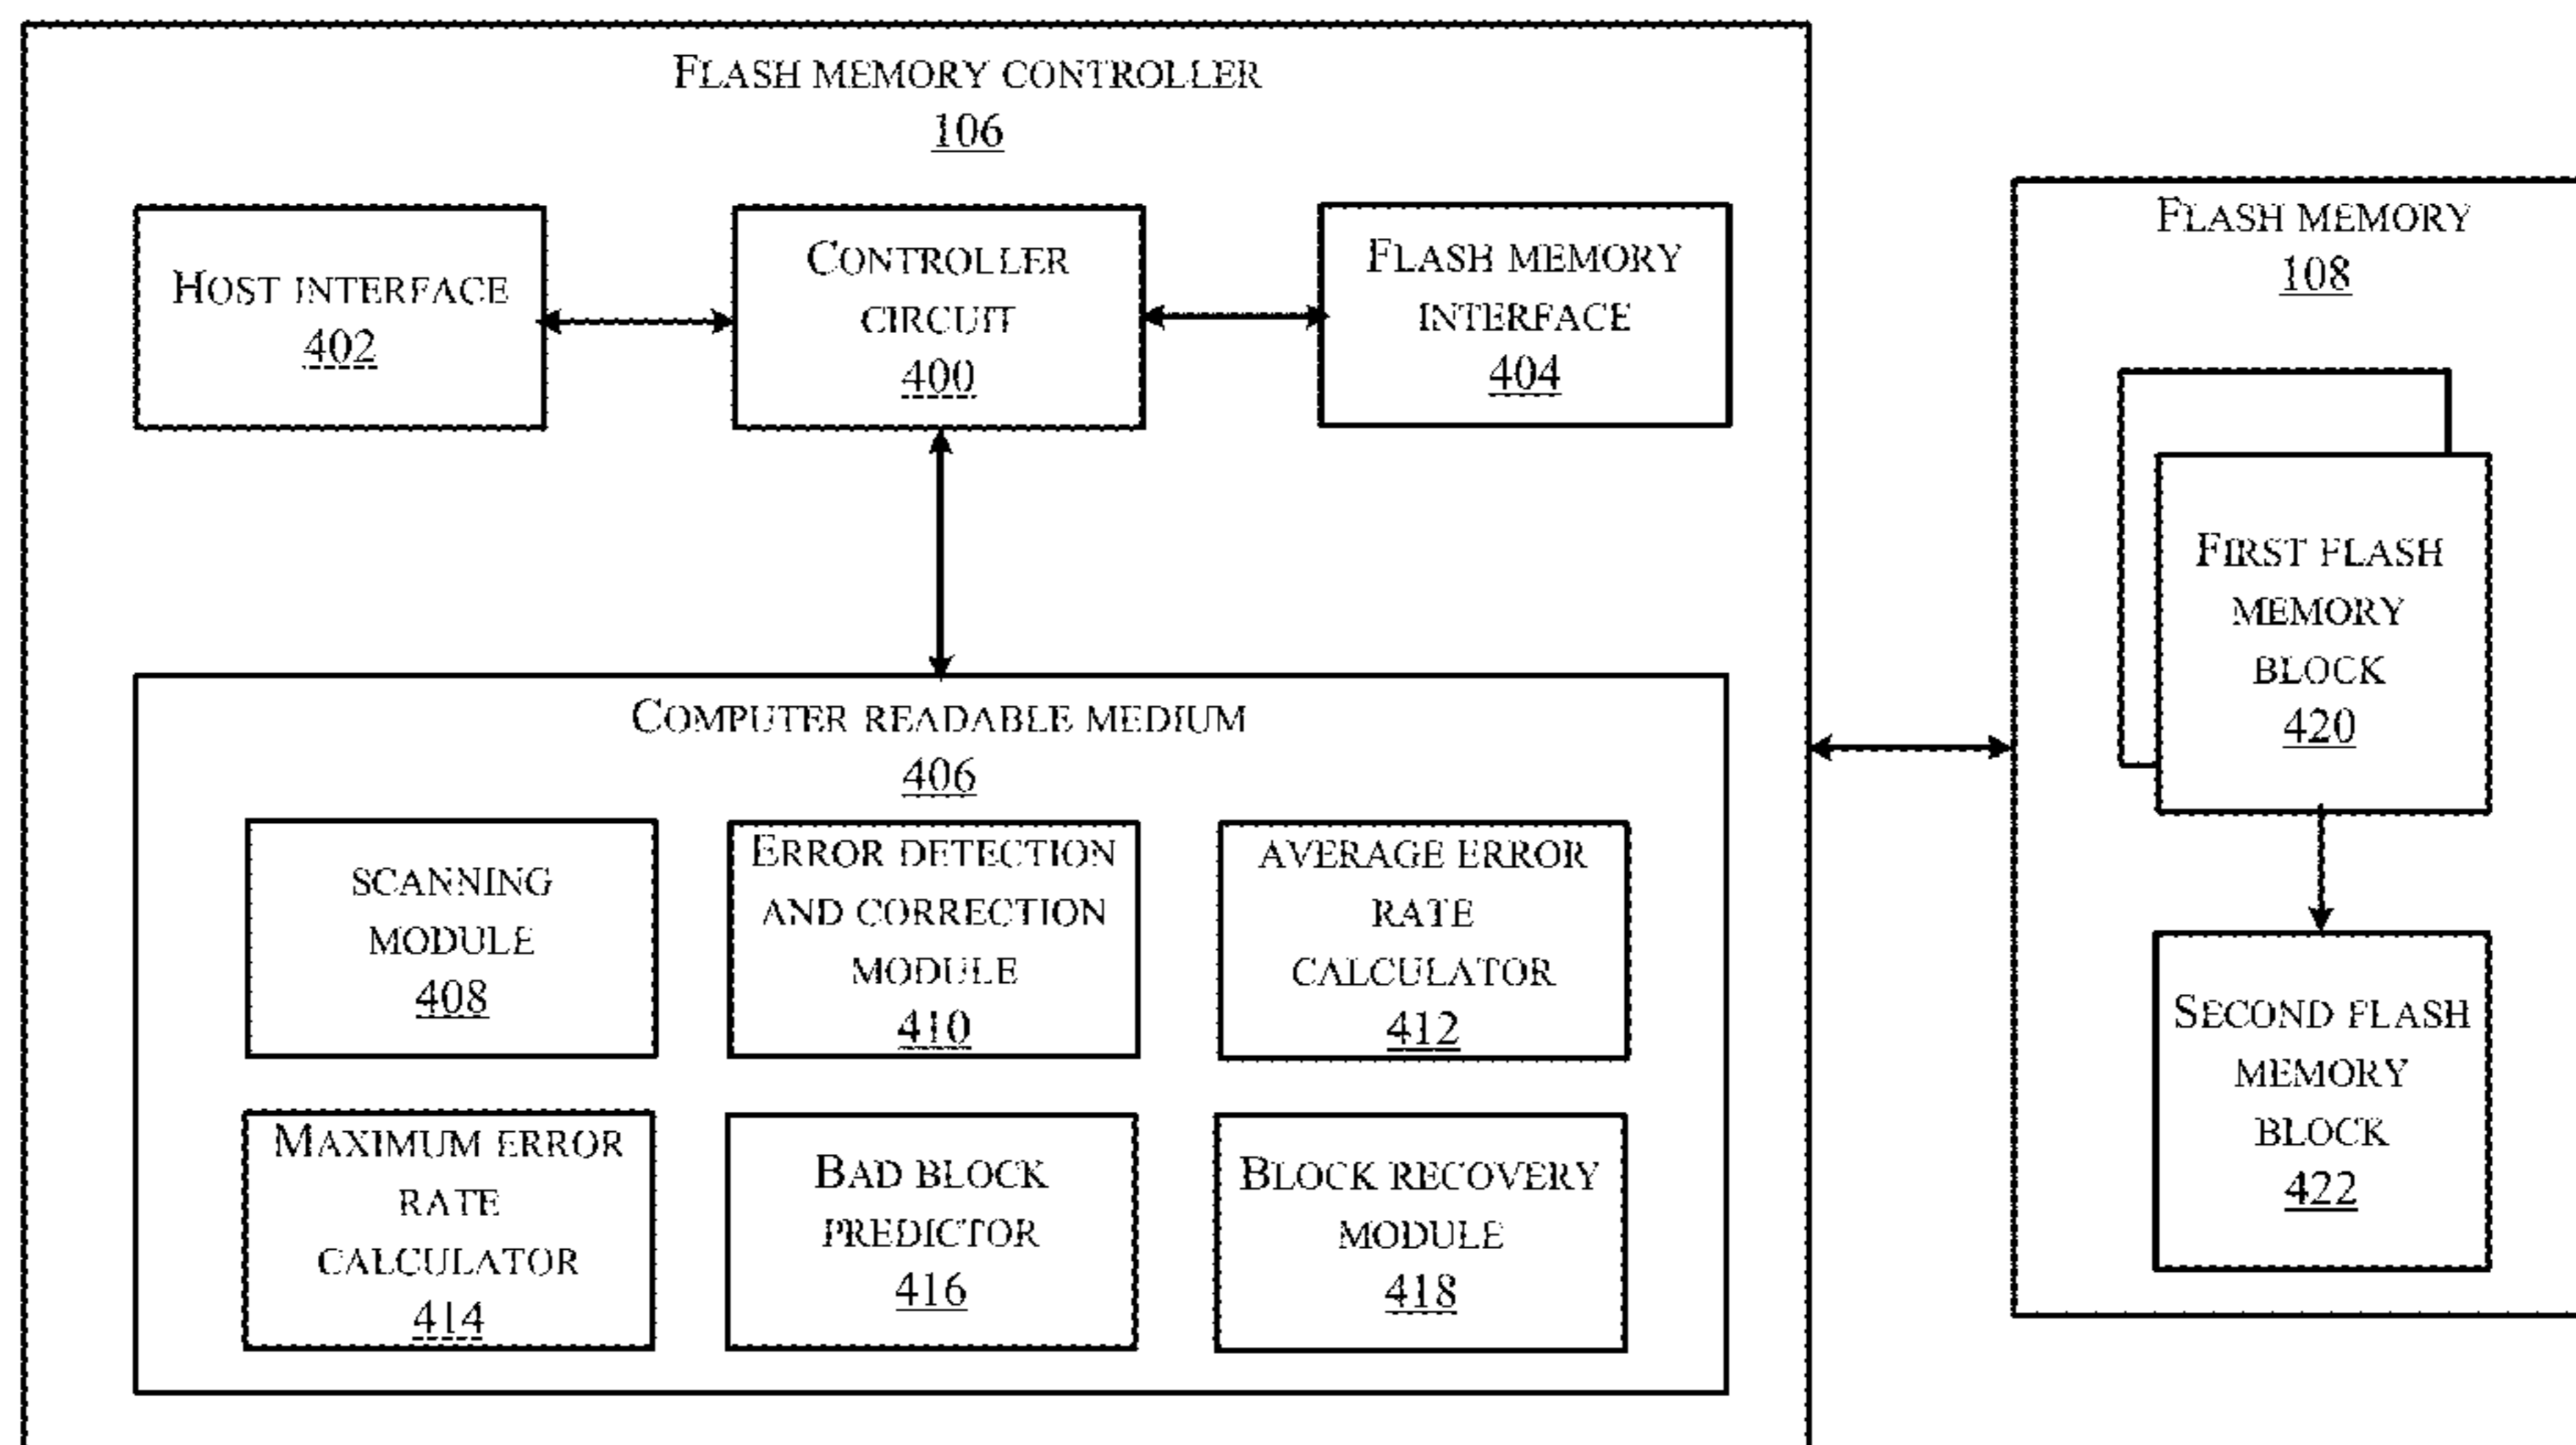 FLASH MEMORY CONTROLLER
106
HOST INTERFACE
402
CONTROLLER
CIRCUIT
400
FLASH MEMORY
INTERFACE
404
COMPUTER READABLE MEDIUM
406
SCANNING
MODULE
408
ERROR DETECTION
AND CORRECTION
MODULE
410
AVERAGE ERROR
RATE
CALCULATOR
412
MAXIMUM ERROR
RATE
CALCULATOR
414
BAD BLOCK
PREDICTOR
416
BLOCK RECOVERY
MODULE
418
FLASH MEMORY
108
FIRST FLASH
MEMORY
BLOCK
420
SECOND FLASH
MEMORY
BLOCK
422